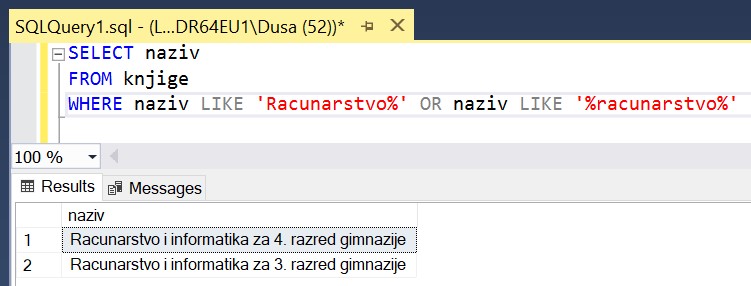 SQLQuery1.sql - (L...DR64EU1\Dusa (52))*
SELECT naziv
FROM knjige
WHERE naziv LIKE 'Racunarstvo%' OR naziv LIKE '%racunarstvo%'
100 %
Results Messages
naziv
1 Racunarstvo i informatika za 4. razred gimnazije
2 Racunarstvo i informatika za 3. razred gimnazije